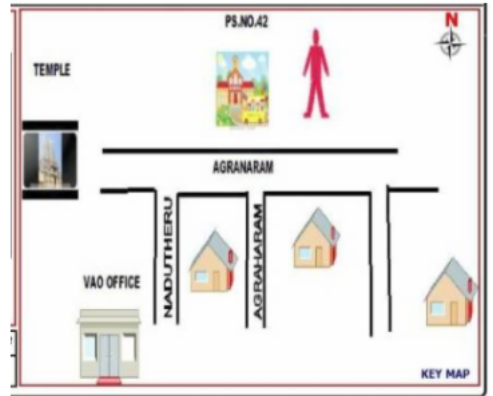 PS.NO.42
N
TEMPLE
AGRANARAM
NADUTHERU
AGRAHARAM
VAO OFFICE
KEY MAP